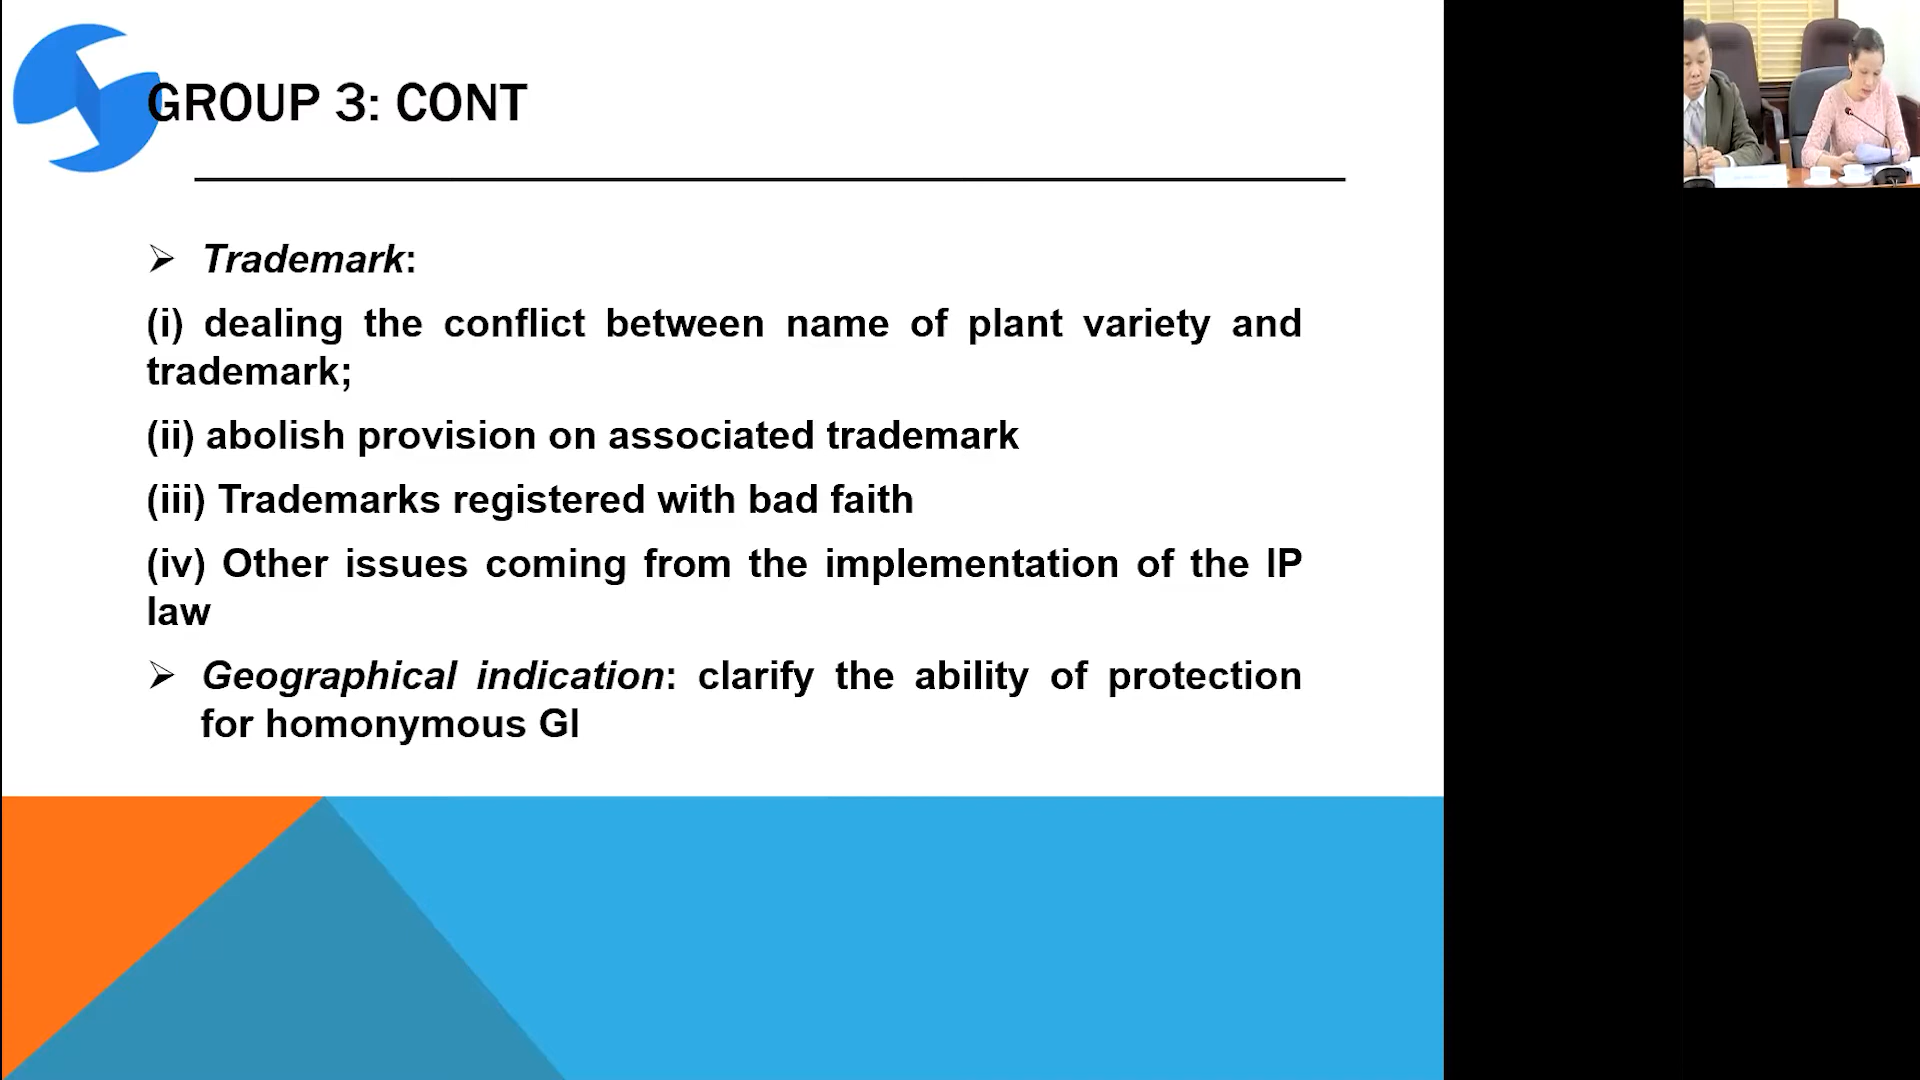 GROUP 3: CONT
➢ Trademark:
(i) dealing the conflict between name of plant variety and
trademark;
(ii) abolish provision on associated trademark
(iii) Trademarks registered with bad faith
(iv) Other issues coming from the implementation of the IP
law
➢ Geographical indication: clarify the ability of protection
for homonymous GI